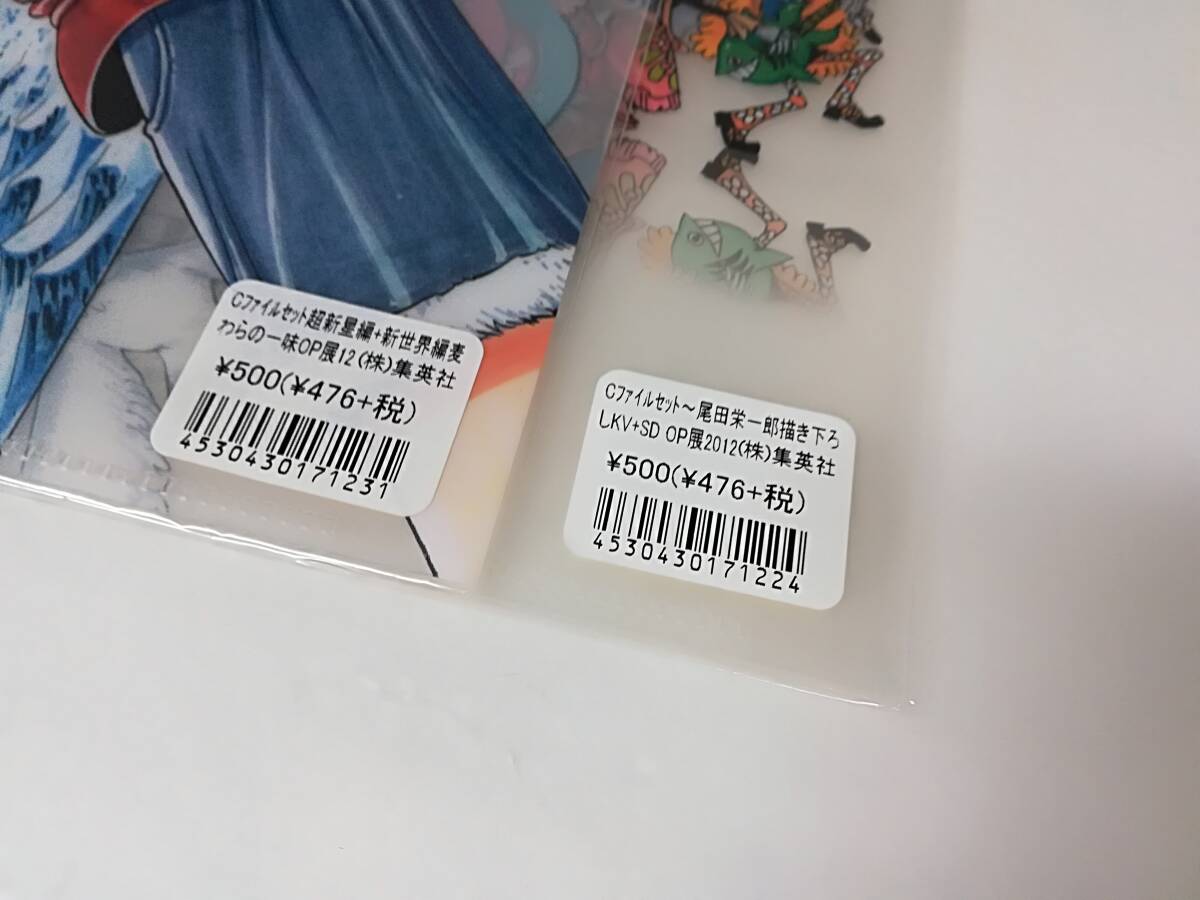 Cファイルセット超新星編+新世界編麦
わらの一味OP展12(株)集英社
¥500(¥476+税)
4530430171231
Cファイルセット～尾田栄一郎描き下ろ
しKV+SD OP展2012(株)集英社
¥500(¥476+税)
4530430171224